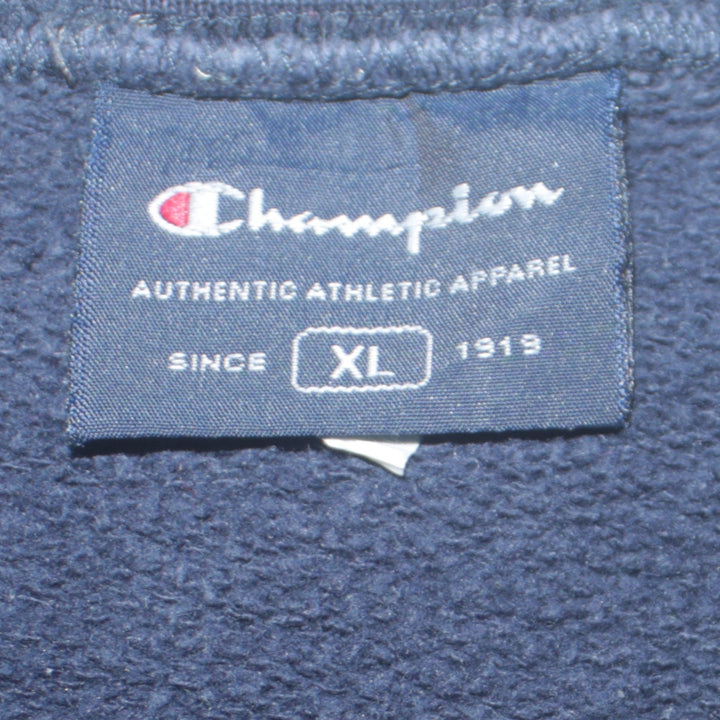 Champion
AUTHENTIC ATHLETIC APPAREL
SINCE XL 1919